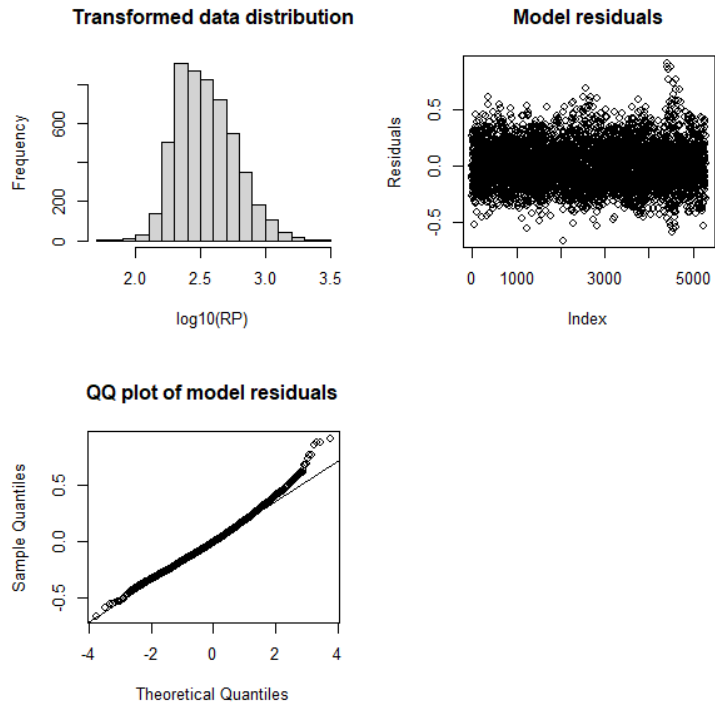 Transformed data distribution
Frequency
0 200 600
2.0 2.5 3.0 3.5
log10(RP)
Model residuals
Residuals
-0.5 0.0 0.5
0 1000 3000 5000
Index
QQ plot of model residuals
Sample Quantiles
-0.5 0.0 0.5
-4 -2 0 2 4
Theoretical Quantiles